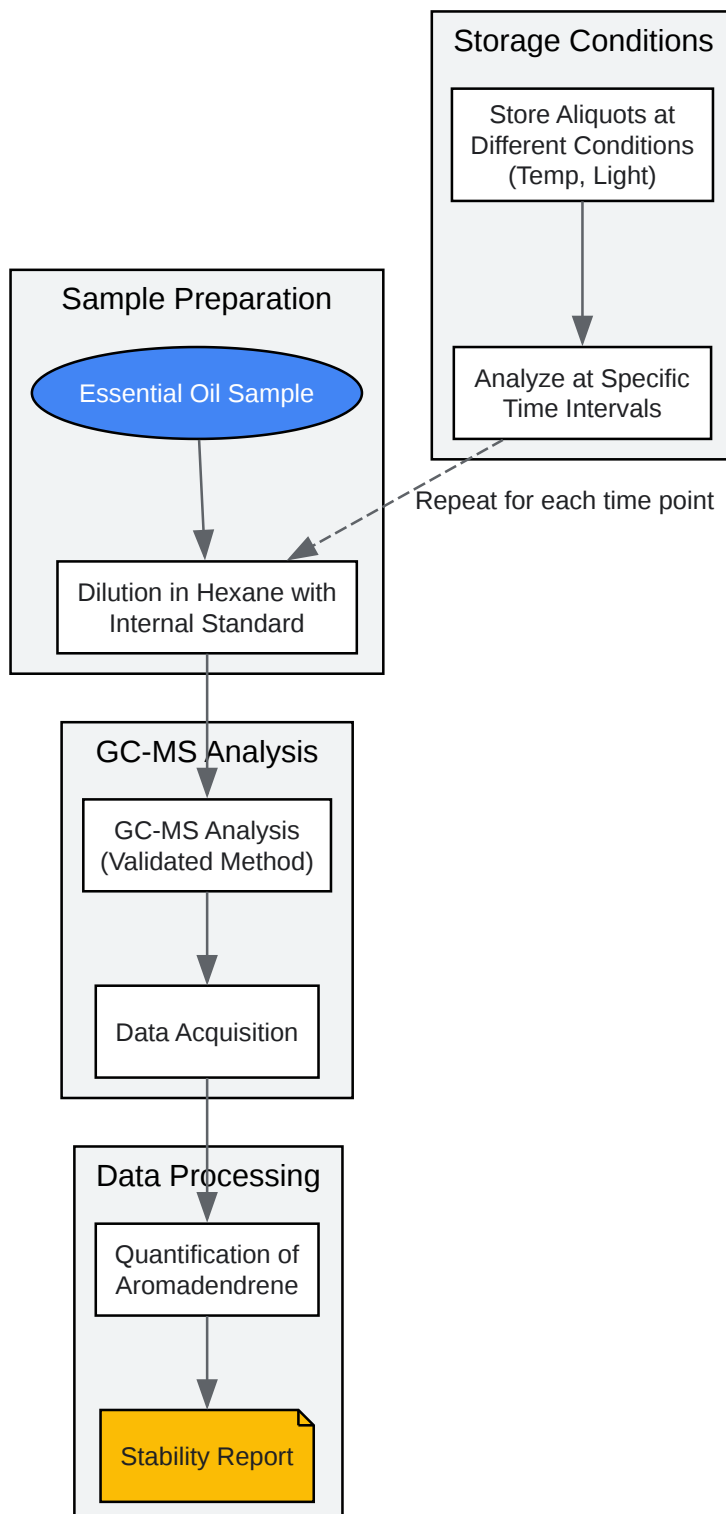 Storage Conditions
Store Aliquots at
Different Conditions
(Temp, Light)
Analyze at Specific
Time Intervals
Repeat for each time point
Sample Preparation
Essential Oil Sample
Dilution in Hexane with
Internal Standard
GC-MS Analysis
GC-MS Analysis
(Validated Method)
Data Acquisition
Data Processing
Quantification of
Aromadendrene
Stability Report